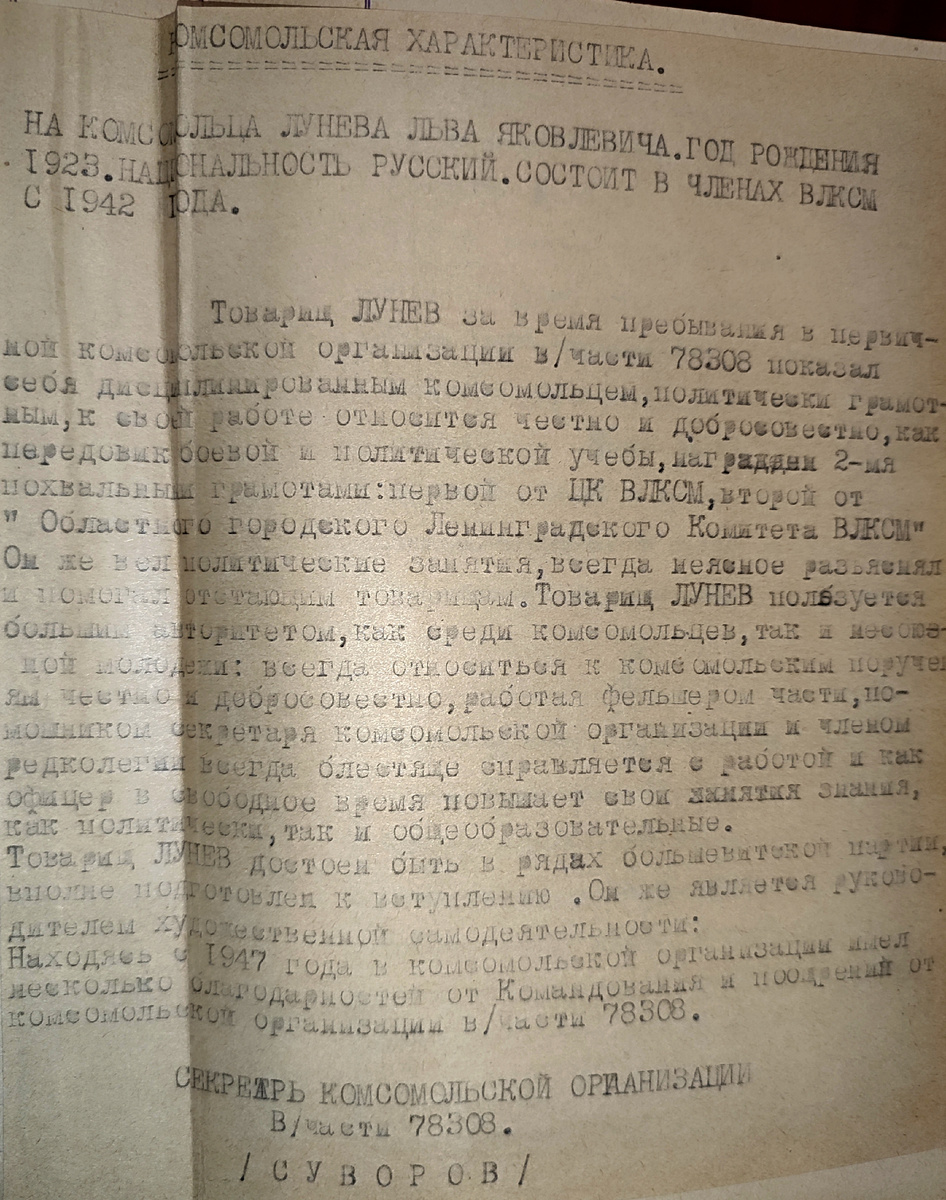 КОМСОМОЛЬСКАЯ ХАРАКТЕРИСТИКА.
НА КОМСОМОЛЬЦА ЛУНЕВА ЛЬВА ЯКОВЛЕВИЧА.ГОД РОЖДЕНИЯ
1923.НАЦИОНАЛЬНОСТЬ РУССКИЙ.СОСТОИТ В ЧЛЕНАХ ВЛКСМ
С 1942 ГОДА.
Товарищ ЛУНЕВ за время пребывания в первич-
ной комсомольской организации в/части 78308 показал
себя дисциплинированным комсомольцем,политически грамот-
ным,к своей работе относится честно и добросовестно,как
передовик боевой и политической учебы,награжден 2-мя
похвальными грамотами:первой от ЦК ВЛКСМ,второй от
" Областного городского Ленинградского Комитета ВЛКСМ"
Он же вел политические занятия,всегда неясное разьяснял
и помогал отстающим товарищам.Товарищ ЛУНЕВ пользуется
большим авторитетом,как среди комсомольцев,так и несоюз-
ной молодежи: всегда относиться к комсомольским поручен
ям честно и добросовестно,работая фельшером части,по-
мошником секретаря комсомольской организации и членом
редколегии всегда блестяще справляется с работой и как
офицер в свободное время повышает свои занятия знания,
как политически,так и общеобразовательные.
Товарищ ЛУНЕВ достоен быть в рядах большевитской партии,
вполне подготовлен к вступлению .Он же является руково-
дителем художественной самодеятельности:
Находясь с 1947 года в комсомольской организации имел
несколько благодарностей от Командования и поодрений от
комсомольской организации в/части 78308.
СЕКРЕТАРЬ КОМСОМОЛЬСКОЙ ОРГАНИЗАЦИИ
В/части 78308.
/ С У В О Р О В /